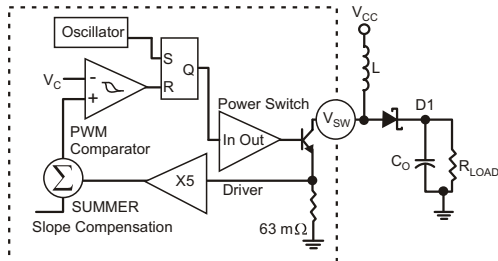 Oscillator
V_CC
S
Q
R
L
V_C
-
+
PWM
Comparator
Power Switch
In Out
V_SW
D1
C_O
R_LOAD
Σ
X5
Driver
SUMMER
Slope Compensation
63 mΩ